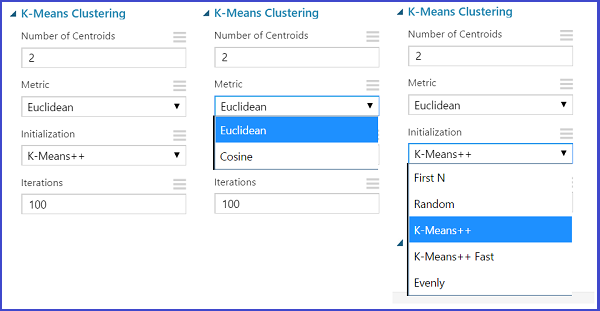 K-Means Clustering
Number of Centroids
2
Metric
Euclidean
Initialization
K-Means++
Iterations
100
K-Means Clustering
Number of Centroids
2
Metric
Euclidean
Euclidean
Cosine
Iterations
100
K-Means Clustering
Number of Centroids
2
Metric
Euclidean
Initialization
K-Means++
First N
Random
K-Means++
K-Means++ Fast
Evenly